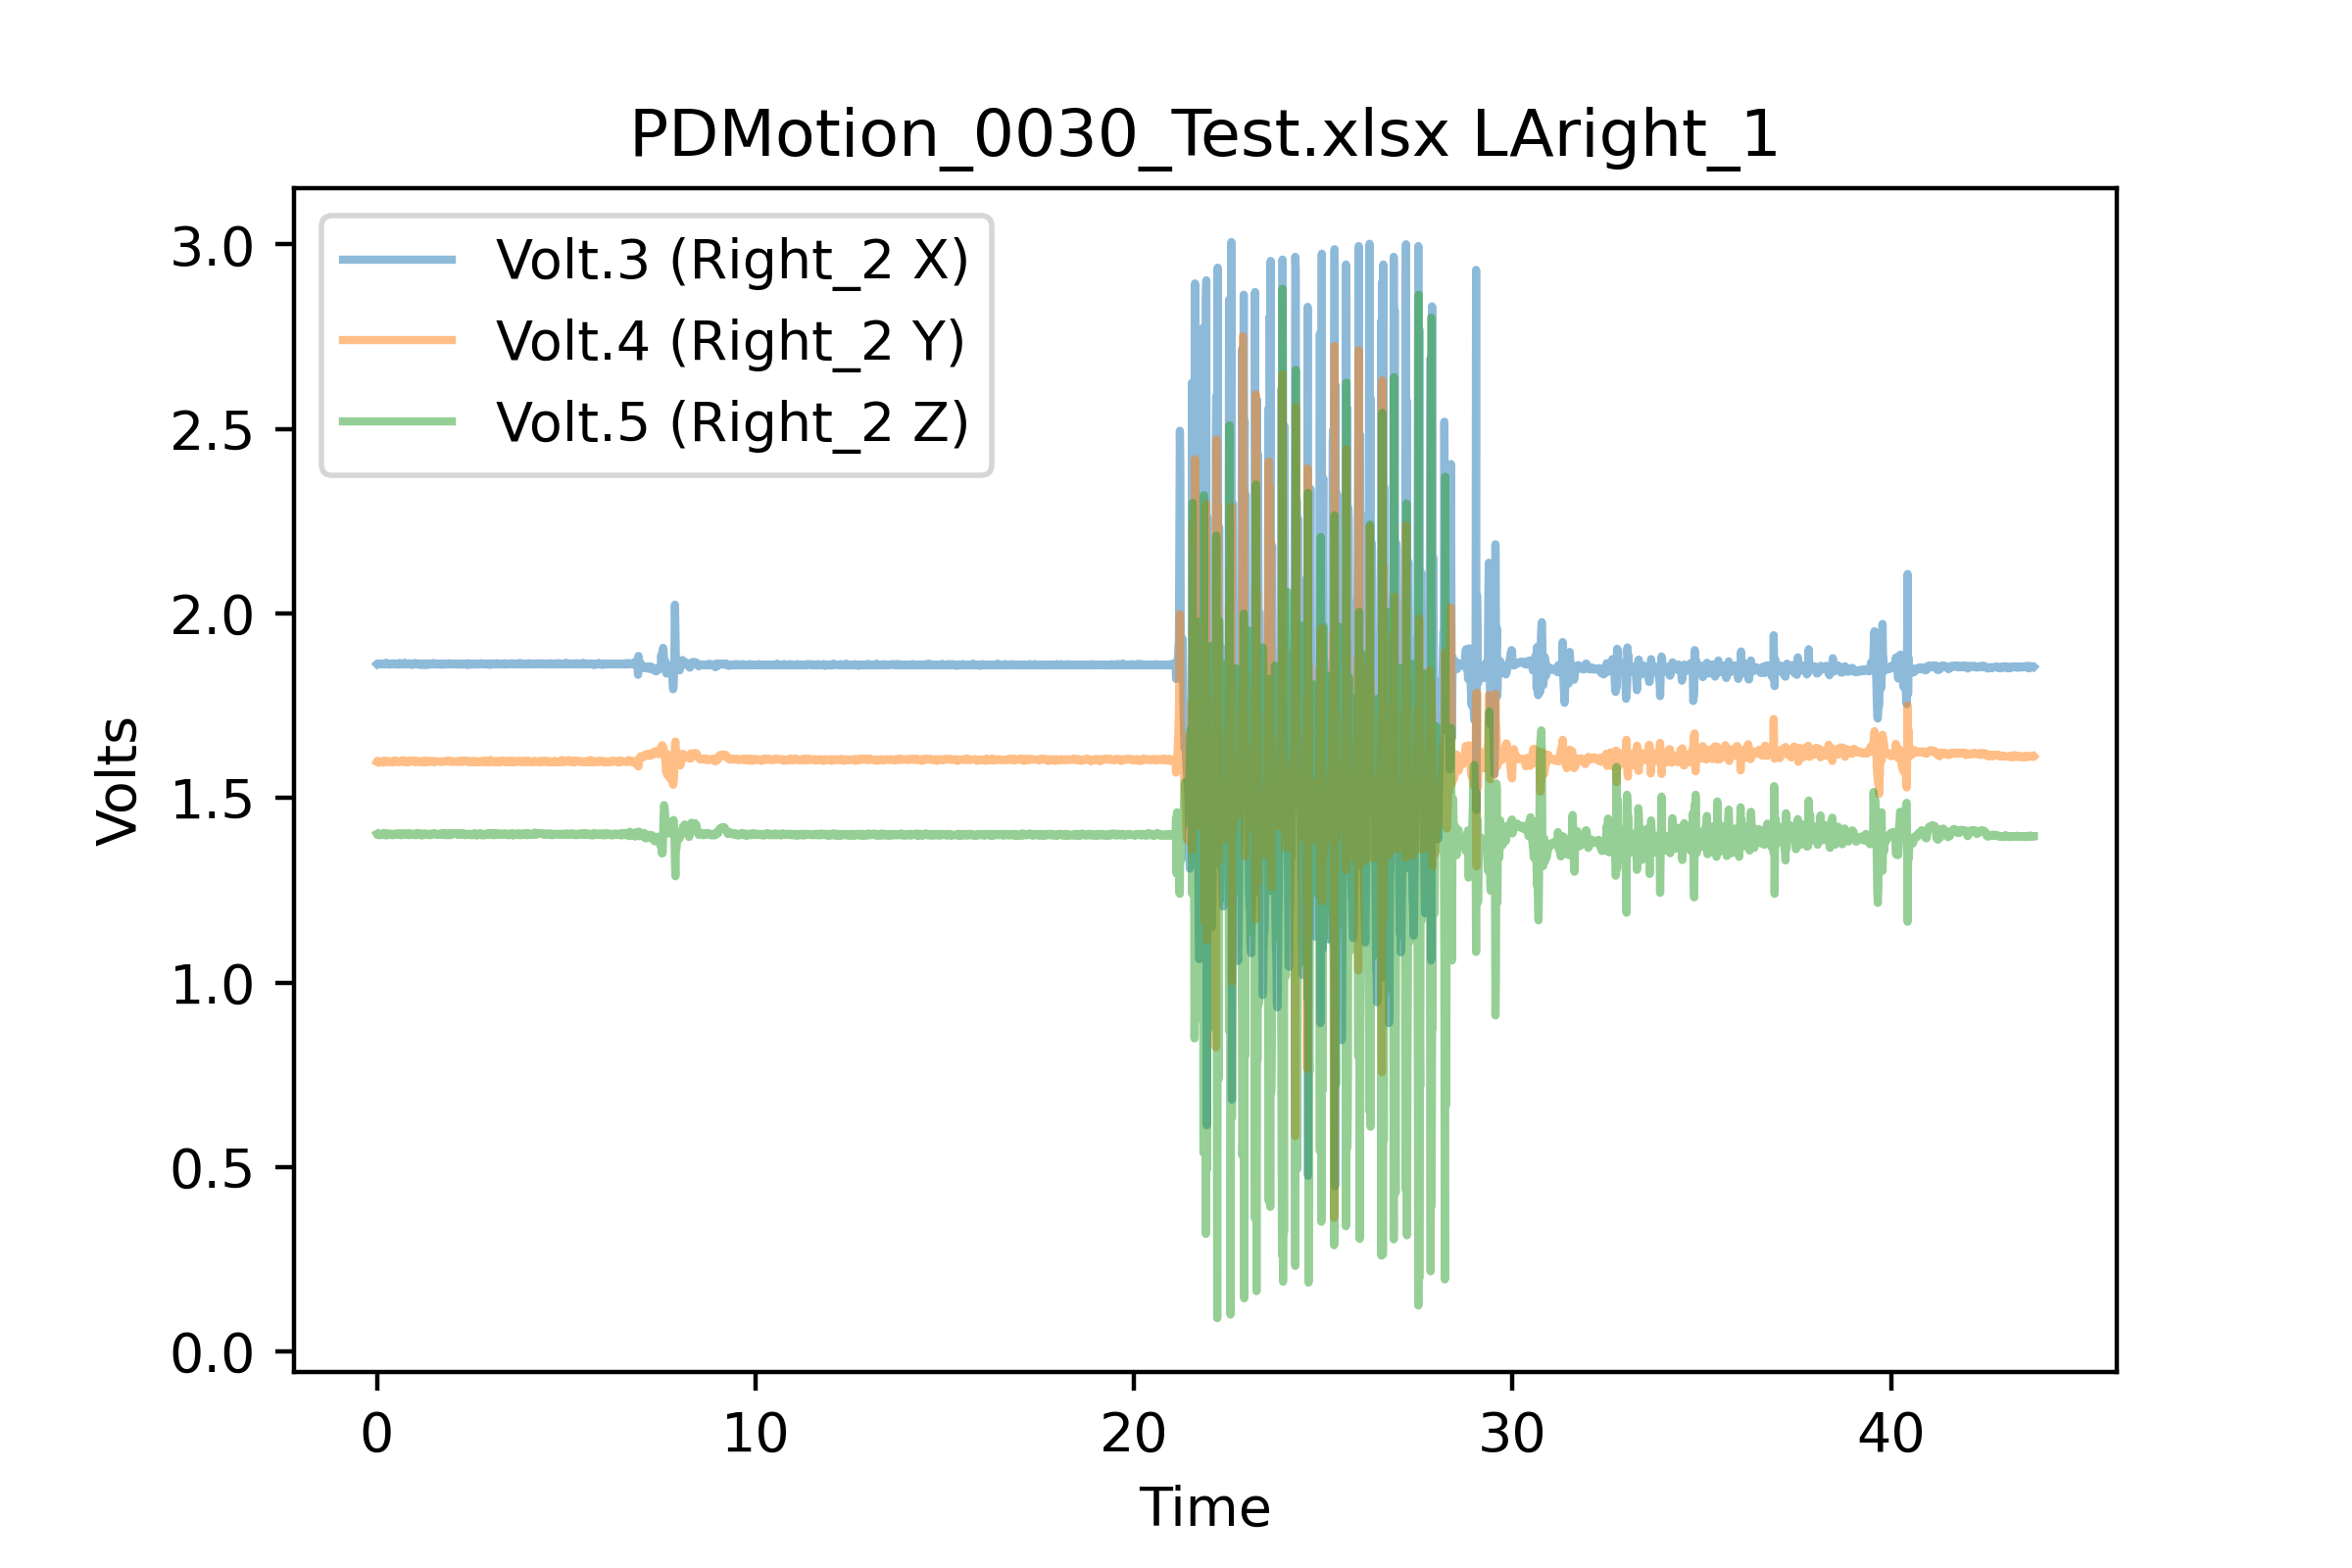 PDMotion_0030_Test.xlsx LAright_1
Volt.3 (Right_2 X)
Volt.4 (Right_2 Y)
Volt.5 (Right_2 Z)
3.0
2.5
2.0
1.5
1.0
0.5
0.0
Volts
0 10 20 30 40
Time